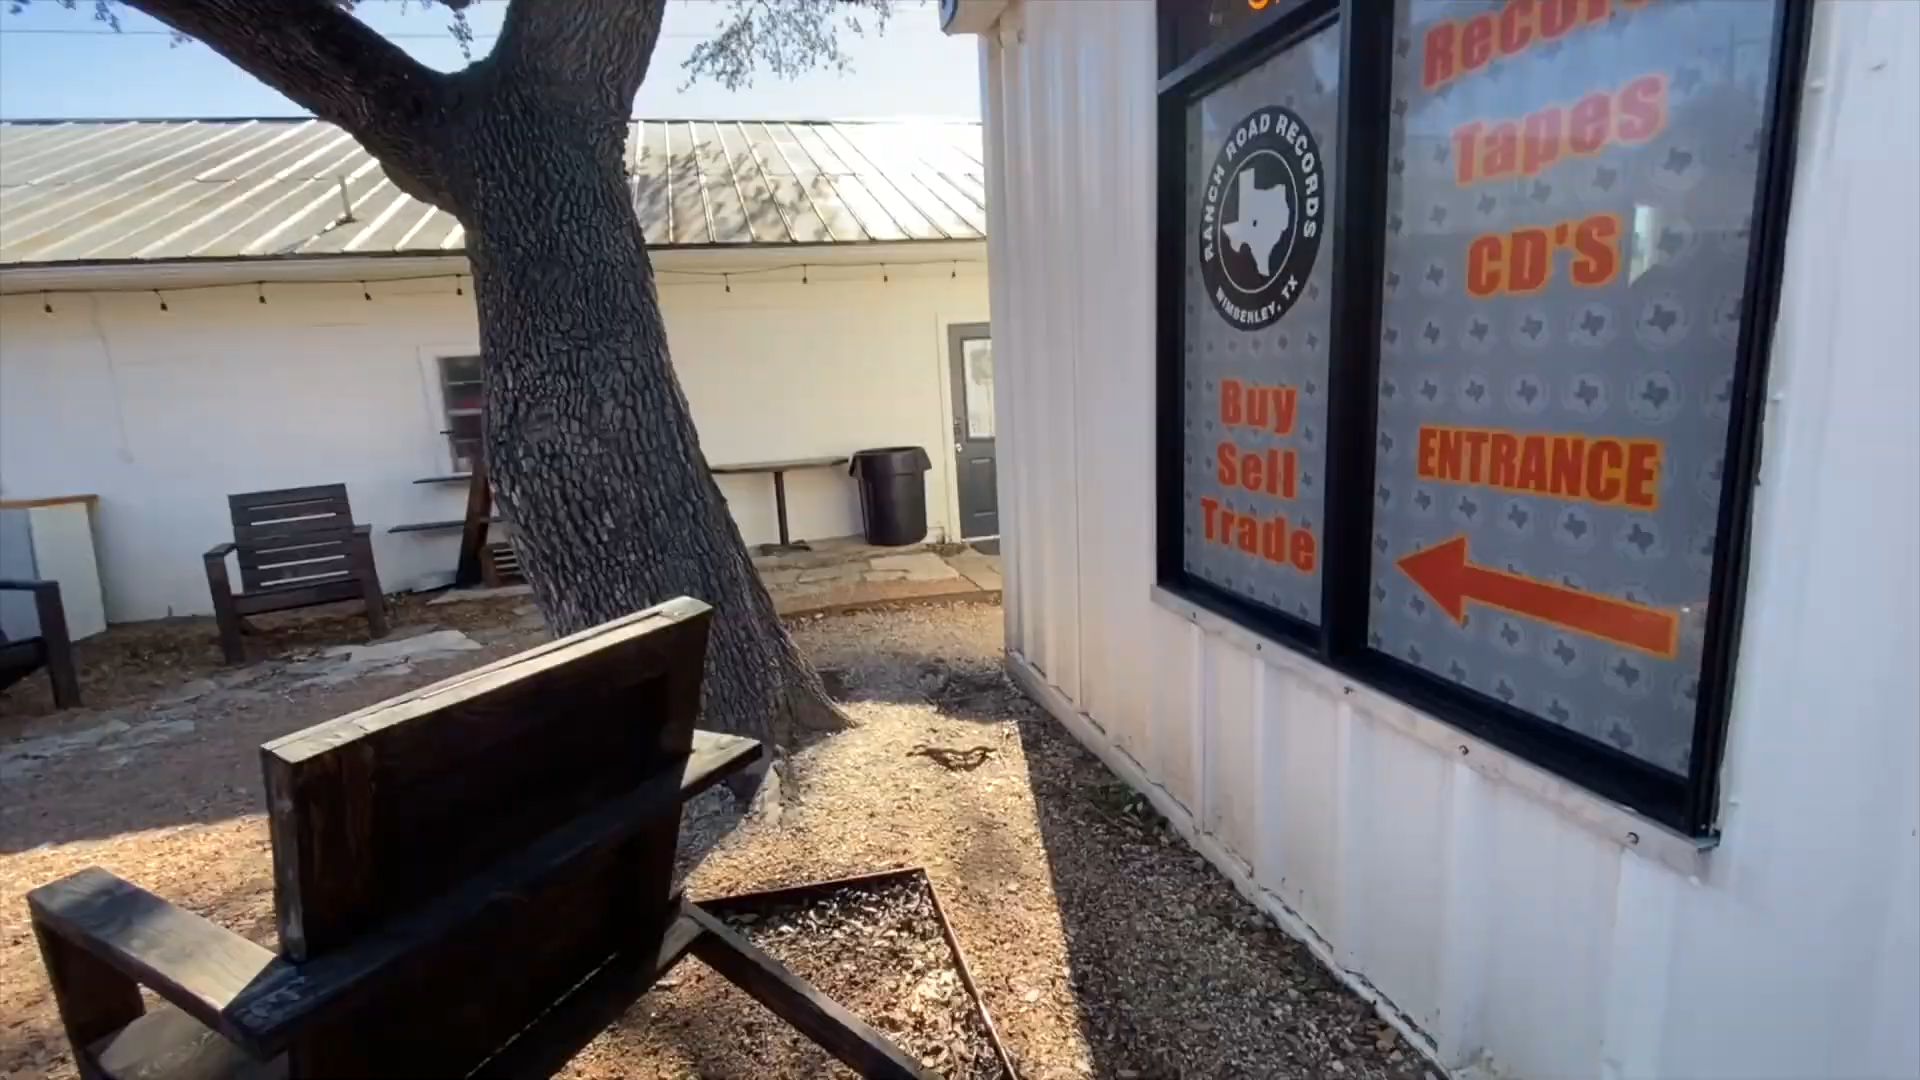 RANCH ROAD RECORDS
WIMBERLEY, TX
Buy
Sell
Trade
Tapes
CD'S
ENTRANCE